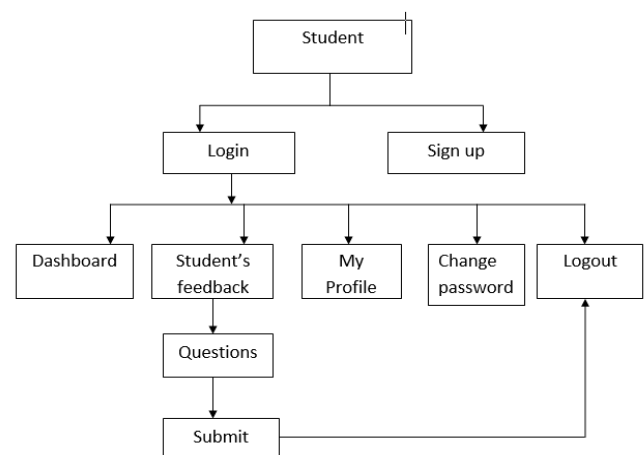 Student
Login
Sign up
Dashboard
Student’s
feedback
My
Profile
Change
password
Logout
Questions
Submit